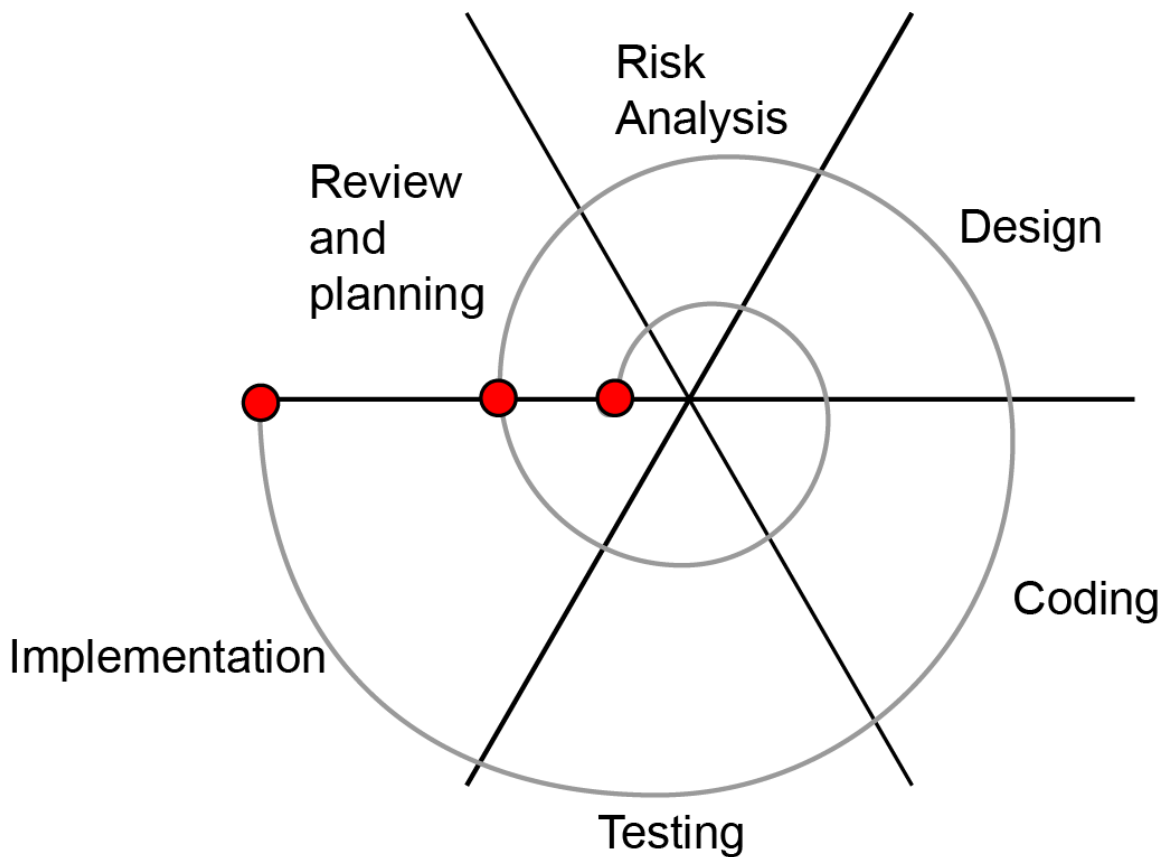 Risk
Analysis
Review
and
planning
Design
Coding
Implementation
Testing